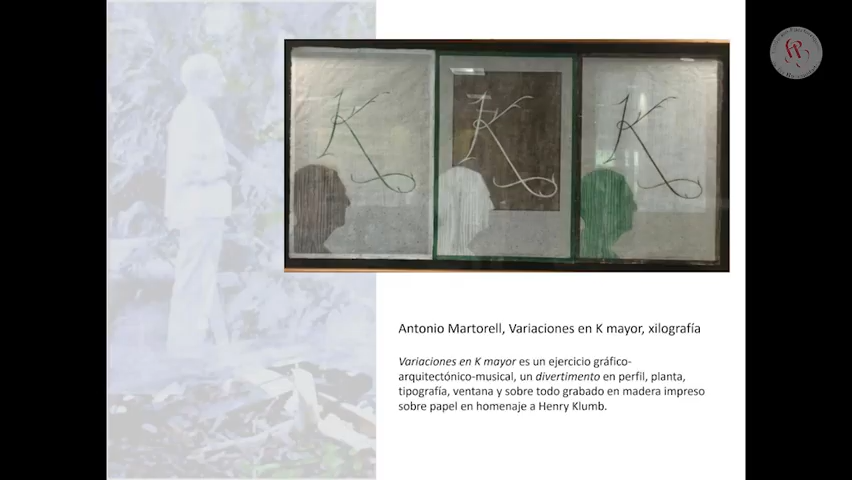 K
K
K
Antonio Martorell, Variaciones en K mayor, xilografía
Variaciones en K mayor es un ejercicio gráfico-
arquitectónico-musical, un divertimento en perfil, planta,
tipografía, ventana y sobre todo grabado en madera impreso
sobre papel en homenaje a Henry Klumb.